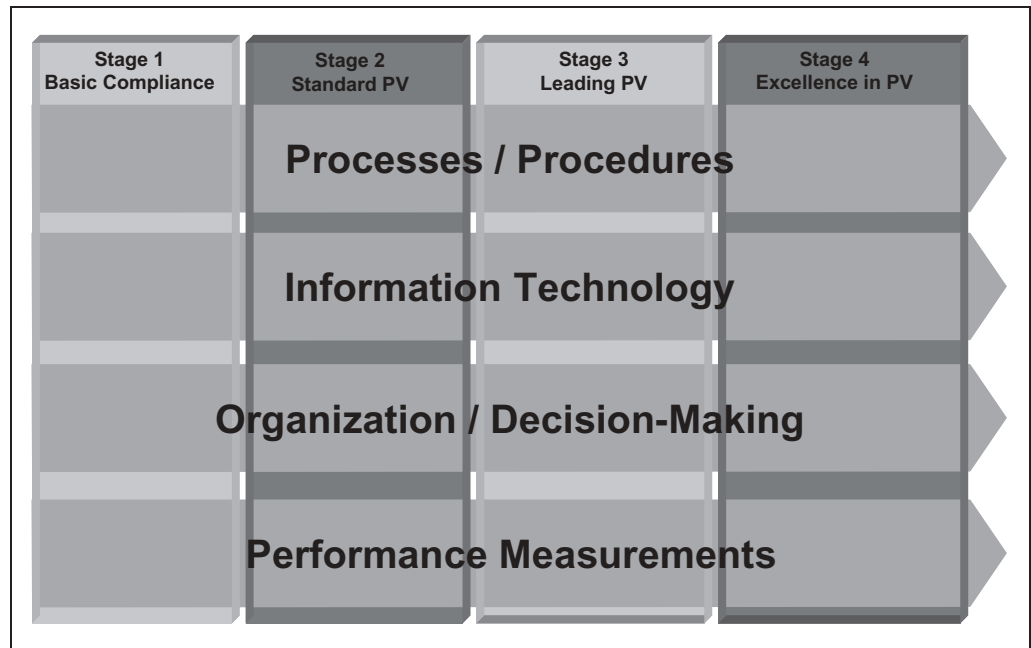 Stage 1
Basic Compliance
Stage 2
Standard PV
Stage 3
Leading PV
Stage 4
Excellence in PV
Processes / Procedures
Information Technology
Organization / Decision-Making
Performance Measurements